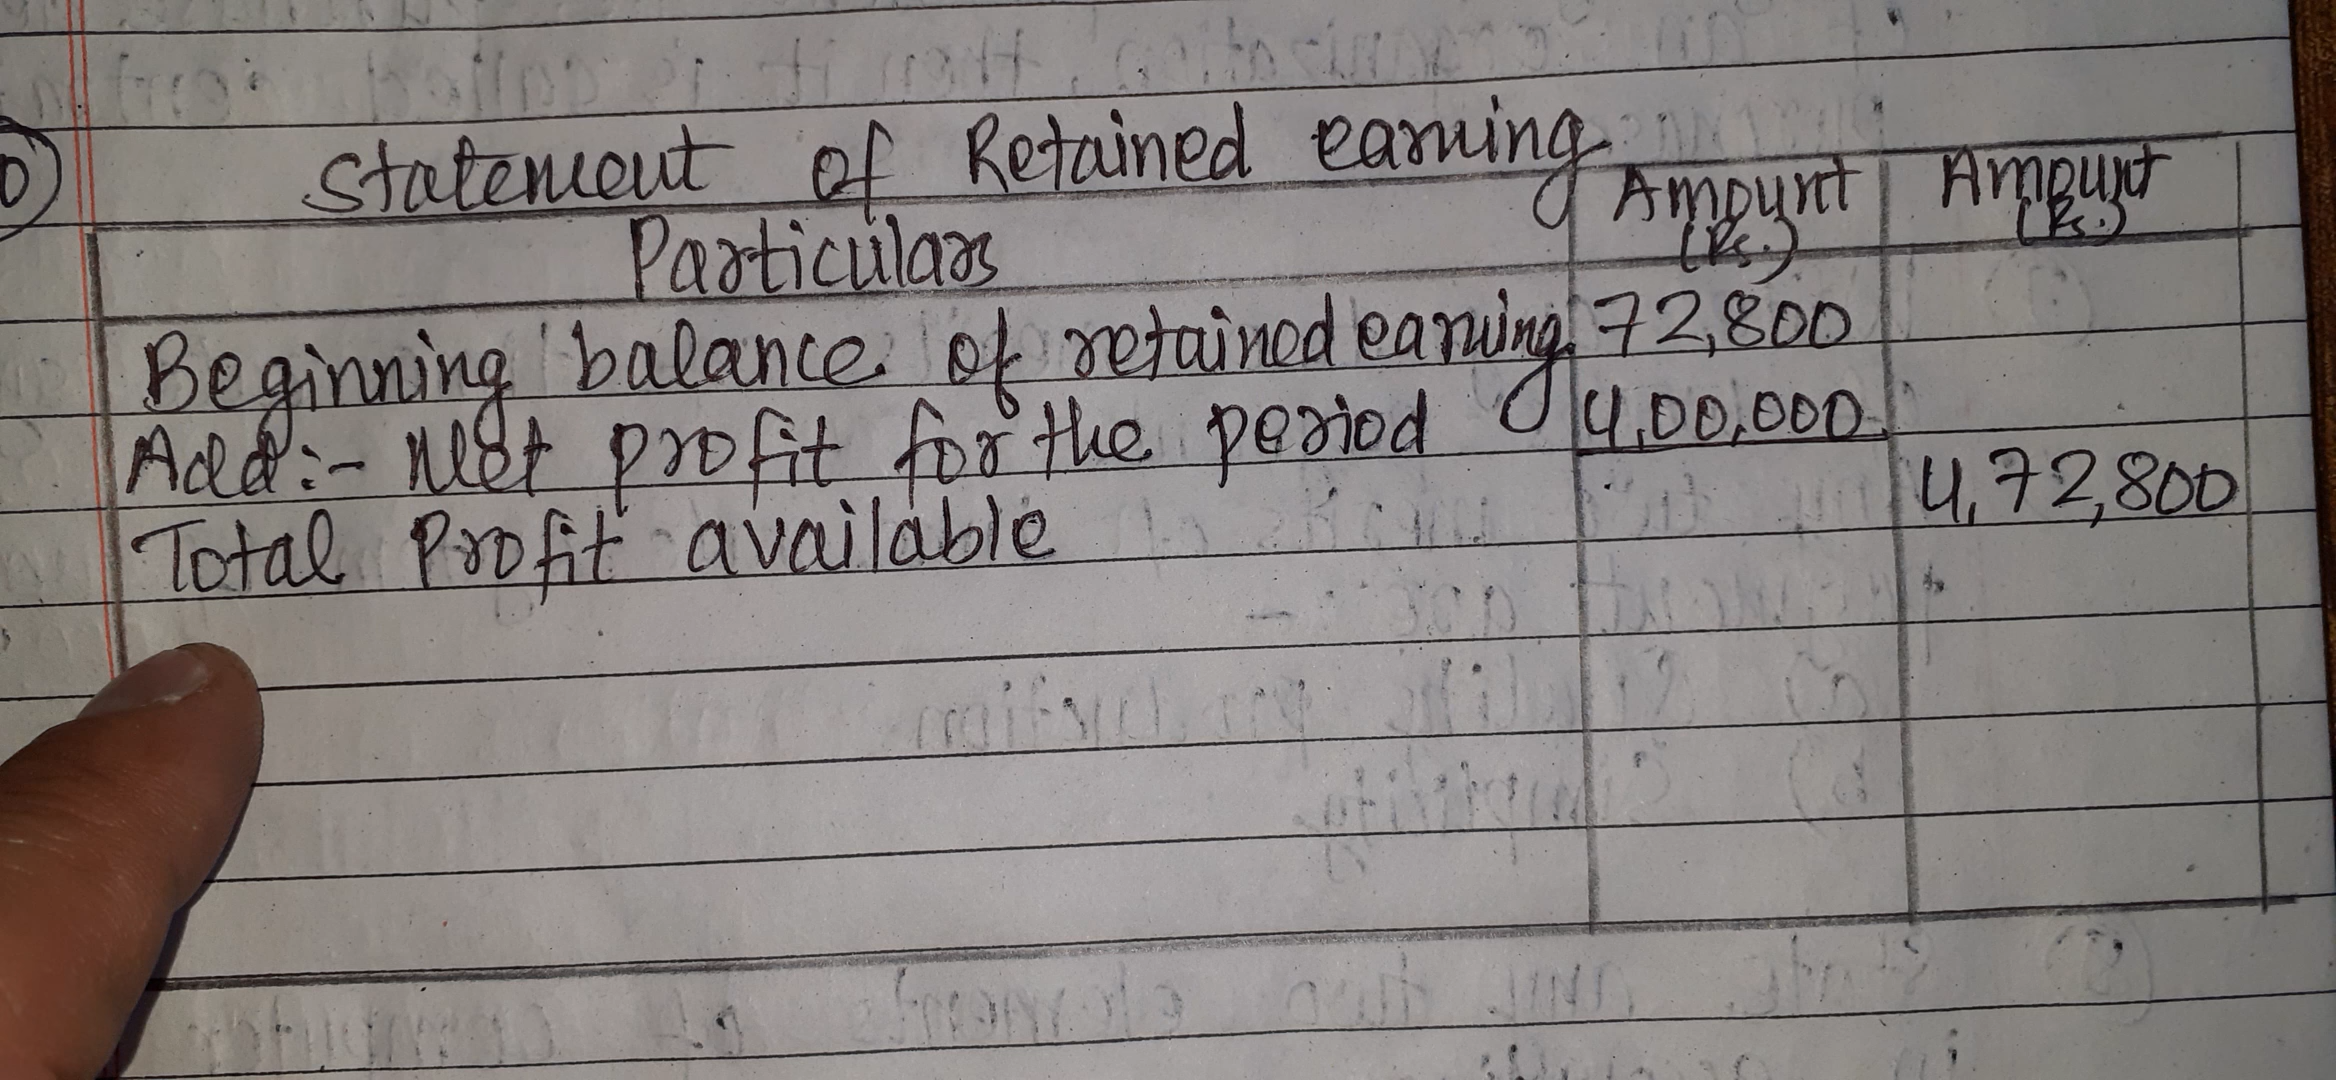 Statement of Retained earning
Particulars Amount (Rs.) Amount (Rs.)
Beginning balance of retained earning 72,800
Add:- Net profit for the period 4,00,000
Total Profit available 4,72,800